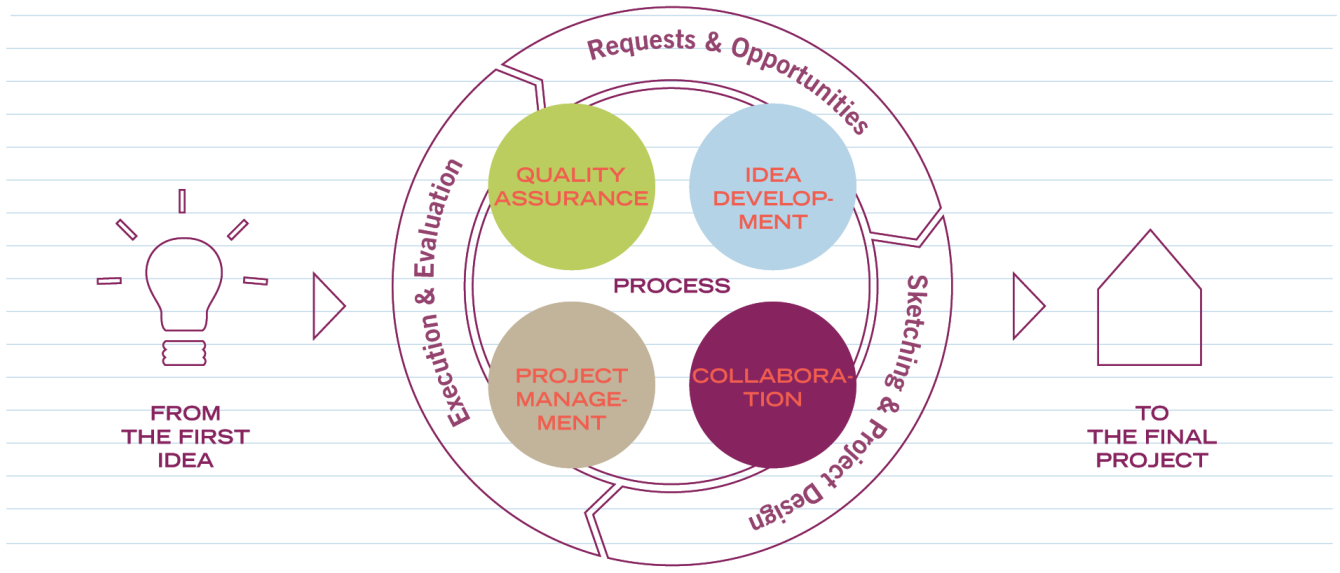 FROM
THE FIRST
IDEA
Requests & Opportunities
Sketching & Project Design
Execution & Evaluation
QUALITY
ASSURANCE
IDEA
DEVELOP-
MENT
PROCESS
PROJECT
MANAGE-
MENT
COLLABORA-
TION
TO
THE FINAL
PROJECT